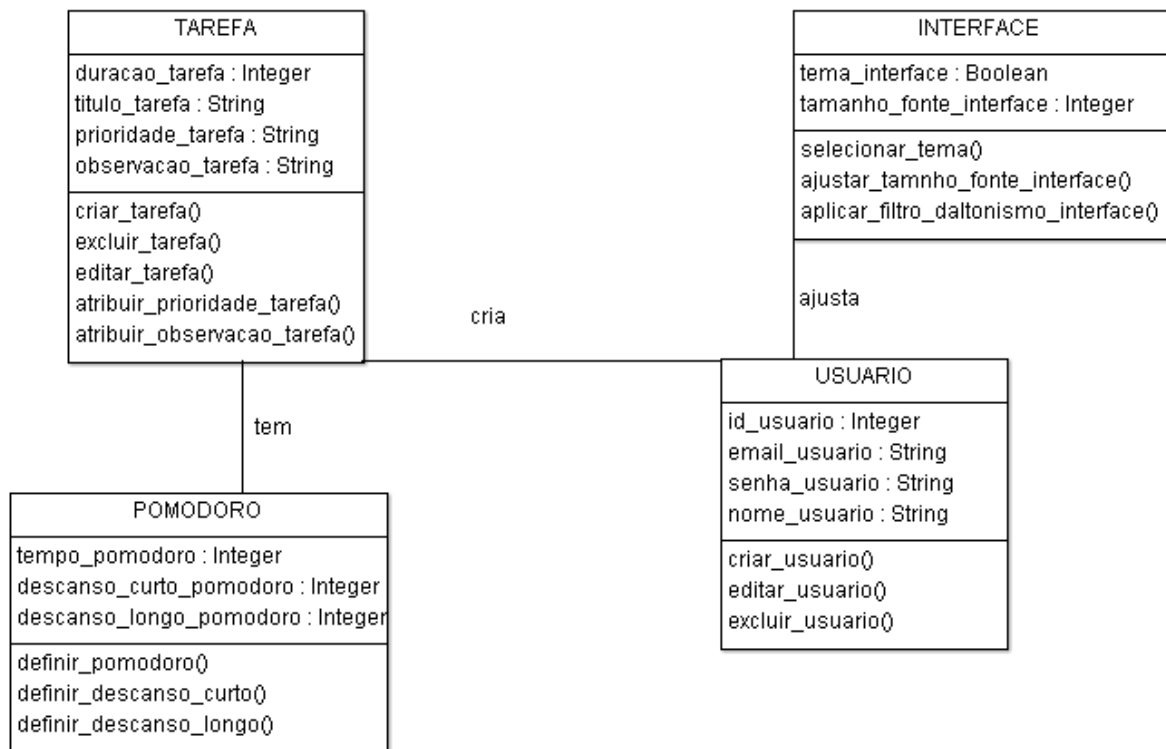 TAREFA
duracao_tarefa : Integer
titulo_tarefa : String
prioridade_tarefa : String
observacao_tarefa : String
criar_tarefa()
excluir_tarefa()
editar_tarefa()
atribuir_prioridade_tarefa()
atribuir_observacao_tarefa()
INTERFACE
tema_interface : Boolean
tamanho_fonte_interface : Integer
selecionar_tema()
ajustar_tamnho_fonte_interface()
aplicar_filtro_daltonismo_interface()
cria
ajusta
tem
USUARIO
id_usuario : Integer
email_usuario : String
senha_usuario : String
nome_usuario : String
criar_usuario()
editar_usuario()
excluir_usuario()
POMODORO
tempo_pomodoro : Integer
descanso_curto_pomodoro : Integer
descanso_longo_pomodoro : Integer
definir_pomodoro()
definir_descanso_curto()
definir_descanso_longo()